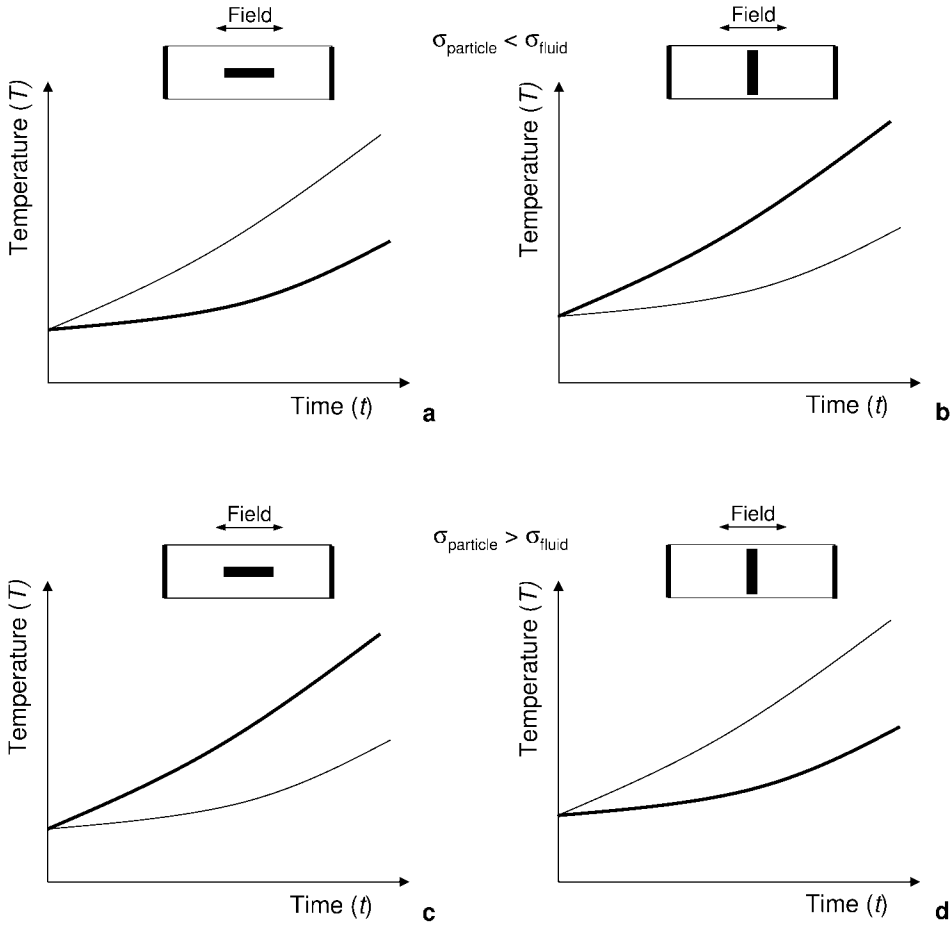 Field
σparticle < σfluid
Field
Temperature (T)
Time (t)
a
Temperature (T)
Time (t)
b
Field
σparticle > σfluid
Field
Temperature (T)
Time (t)
c
Temperature (T)
Time (t)
d